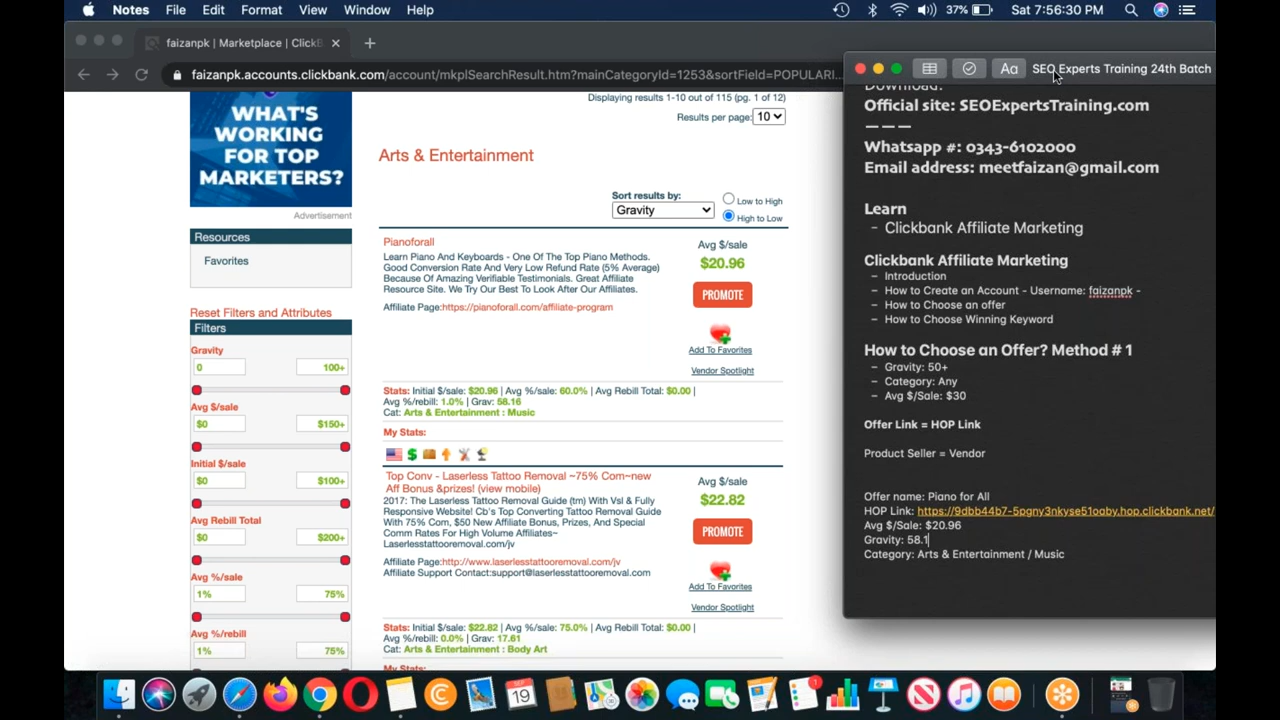 Notes File Edit Format View Window Help
37% Sat 7:56:30 PM
faizanpk | Marketplace | ClickB
faizanpk.accounts.clickbank.com/account/mkplSearchResult.htm?mainCategoryId=1253&sortField=POPULARI...
WHAT'S
WORKING
FOR TOP
MARKETERS?
Advertisement
Resources
Favorites
Reset Filters and Attributes
Filters
Gravity
0 100+
Avg $/sale
$0 $150+
Initial $/sale
$0 $100+
Avg Rebill Total
$0 $200+
Avg %/sale
1% 75%
Avg %/rebill
1% 75%
Displaying results 1-10 out of 115 (pg. 1 of 12)
Results per page: 10
Arts & Entertainment
Sort results by:
Gravity
Low to High
High to Low
Pianoforall
Learn Piano And Keyboards - One Of The Top Piano Methods.
Good Conversion Rate And Very Low Refund Rate (5% Average)
Because Of Amazing Verifiable Testimonials. Great Affiliate
Resource Site. We Try Our Best To Look After Our Affiliates.
Affiliate Page:https://pianoforall.com/affiliate-program
Avg $/sale
$20.96
PROMOTE
Add To Favorites
Vendor Spotlight
Stats: Initial $/sale: $20.96 | Avg %/sale: 60.0% | Avg Rebill Total: $0.00 |
Avg %/rebill: 1.0% | Grav: 58.16
Cat: Arts & Entertainment : Music
My Stats:
Top Conv - Laserless Tattoo Removal ~75% Com~new
Aff Bonus &prizes! (view mobile)
2017: The Laserless Tattoo Removal Guide (tm) With Vsl & Fully
Responsive Website! Cb's Top Converting Tattoo Removal Guide
With 75% Com, $50 New Affiliate Bonus, Prizes, And Special
Comm Rates For High Volume Affiliates~
Laserlesstattooremoval.com/jv
Affiliate Page:http://www.laserlesstattooremoval.com/jv
Affiliate Support Contact:support@laserlesstattooremoval.com
Avg $/sale
$22.82
PROMOTE
Add To Favorites
Vendor Spotlight
Stats: Initial $/sale: $22.82 | Avg %/sale: 75.0% | Avg Rebill Total: $0.00 |
Avg %/rebill: 0.0% | Grav: 17.61
Cat: Arts & Entertainment : Body Art
My Stats:
Aa SEO Experts Training 24th Batch
Download:
Official site: SEOExpertsTraining.com
– – –
Whatsapp #: 0343-6102000
Email address: meetfaizan@gmail.com
Learn
– Clickbank Affiliate Marketing
Clickbank Affiliate Marketing
– Introduction
– How to Create an Account - Username: faizanpk -
– How to Choose an offer
– How to Choose Winning Keyword
How to Choose an Offer? Method # 1
– Gravity: 50+
– Category: Any
– Avg $/Sale: $30
Offer Link = HOP Link
Product Seller = Vendor
Offer name: Piano for All
HOP Link: https://9dbb44b7-5pgny3nkyse51oaby.hop.clickbank.net/
Avg $/Sale: $20.96
Gravity: 58.1
Category: Arts & Entertainment / Music
19
1